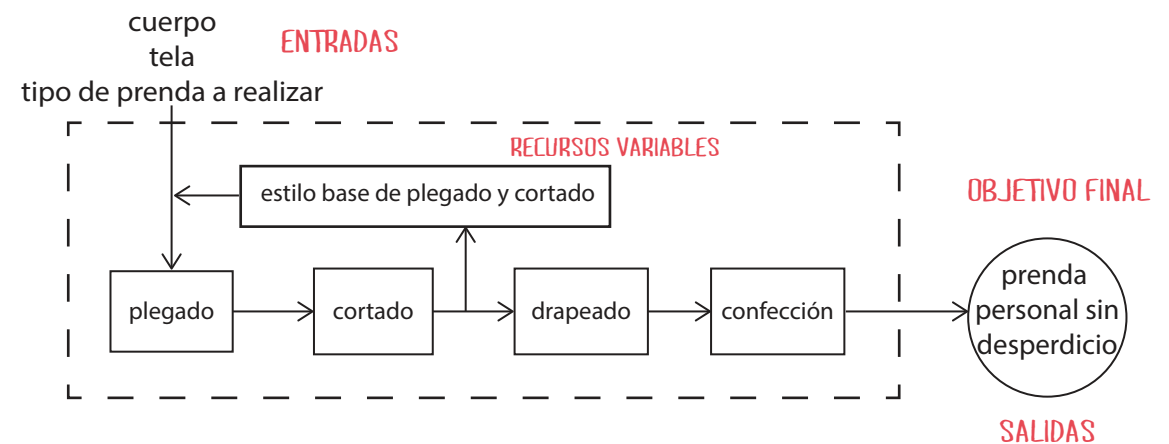 cuerpo
tela
tipo de prenda a realizar
ENTRADAS
RECURSOS VARIABLES
estilo base de plegado y cortado
plegado
cortado
drapeado
confección
OBJETIVO FINAL
prenda
personal sin
desperdicio
SALIDAS